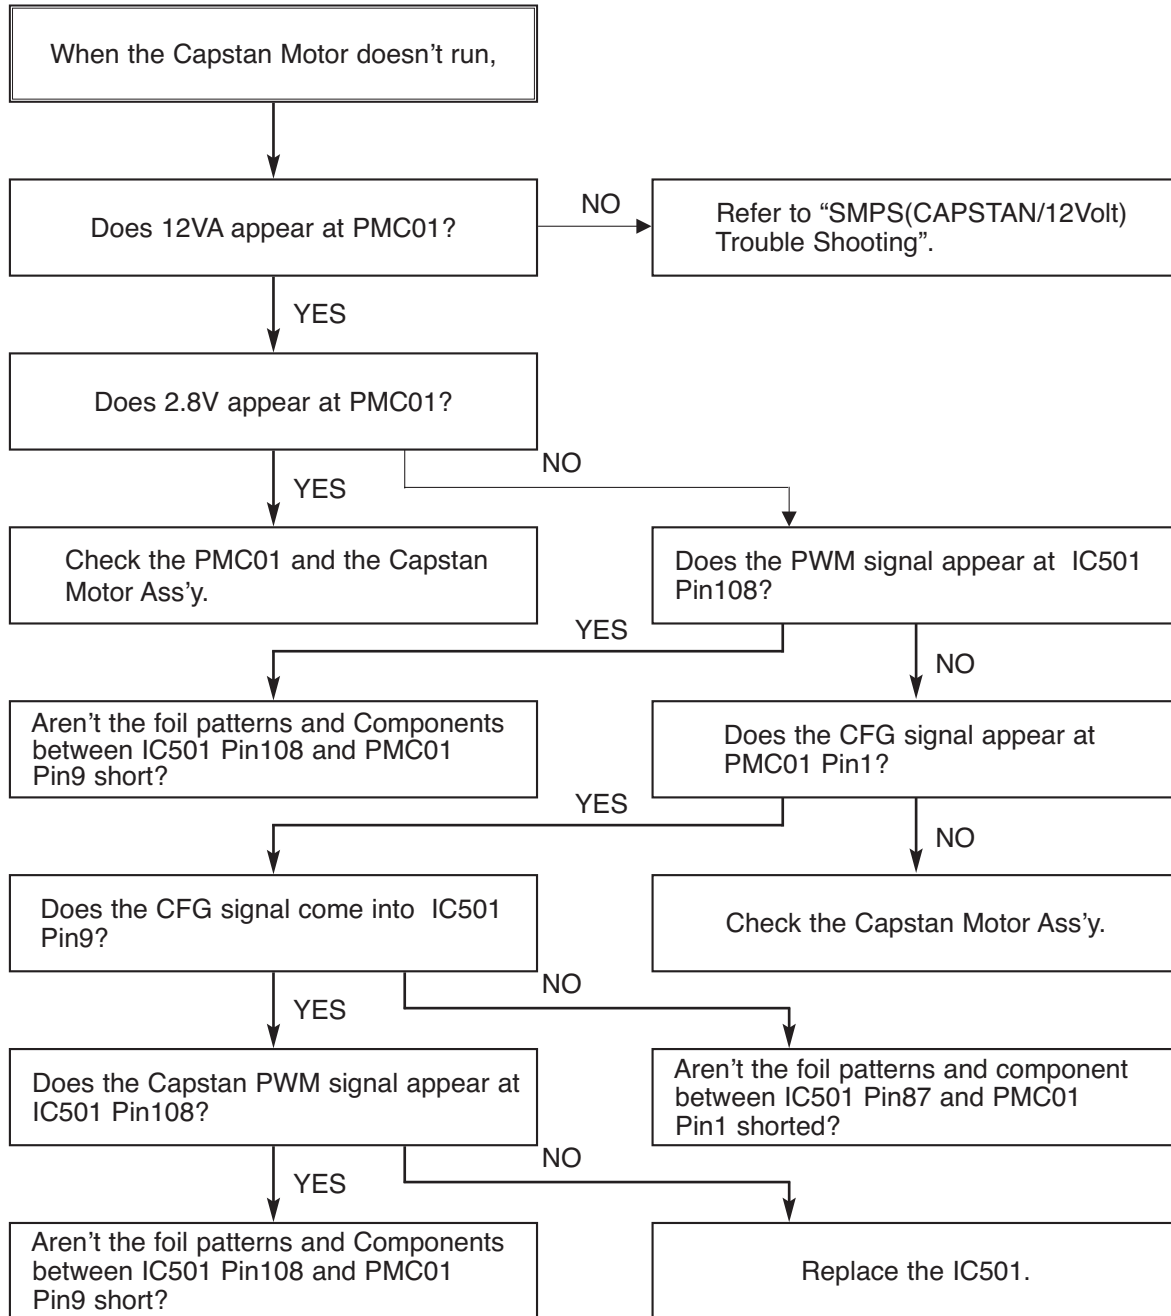 When the Capstan Motor doesn't run,
Does 12VA appear at PMC01?
NO
Refer to “SMPS(CAPSTAN/12Volt)
Trouble Shooting”.
YES
Does 2.8V appear at PMC01?
NO
YES
Check the PMC01 and the Capstan
Motor Ass'y.
Does the PWM signal appear at IC501
Pin108?
YES
NO
Aren't the foil patterns and Components
between IC501 Pin108 and PMC01
Pin9 short?
Does the CFG signal appear at
PMC01 Pin1?
YES
NO
Does the CFG signal come into IC501
Pin9?
Check the Capstan Motor Ass'y.
NO
YES
Does the Capstan PWM signal appear at
IC501 Pin108?
Aren't the foil patterns and component
between IC501 Pin87 and PMC01
Pin1 shorted?
NO
YES
Aren't the foil patterns and Components
between IC501 Pin108 and PMC01
Pin9 short?
Replace the IC501.